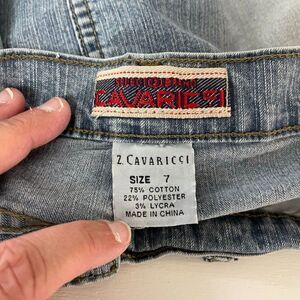 CAVARICCI
Z. CAVARICCI
SIZE 7
75% COTTON
22% POLYESTER
3% LYCRA
MADE IN CHINA